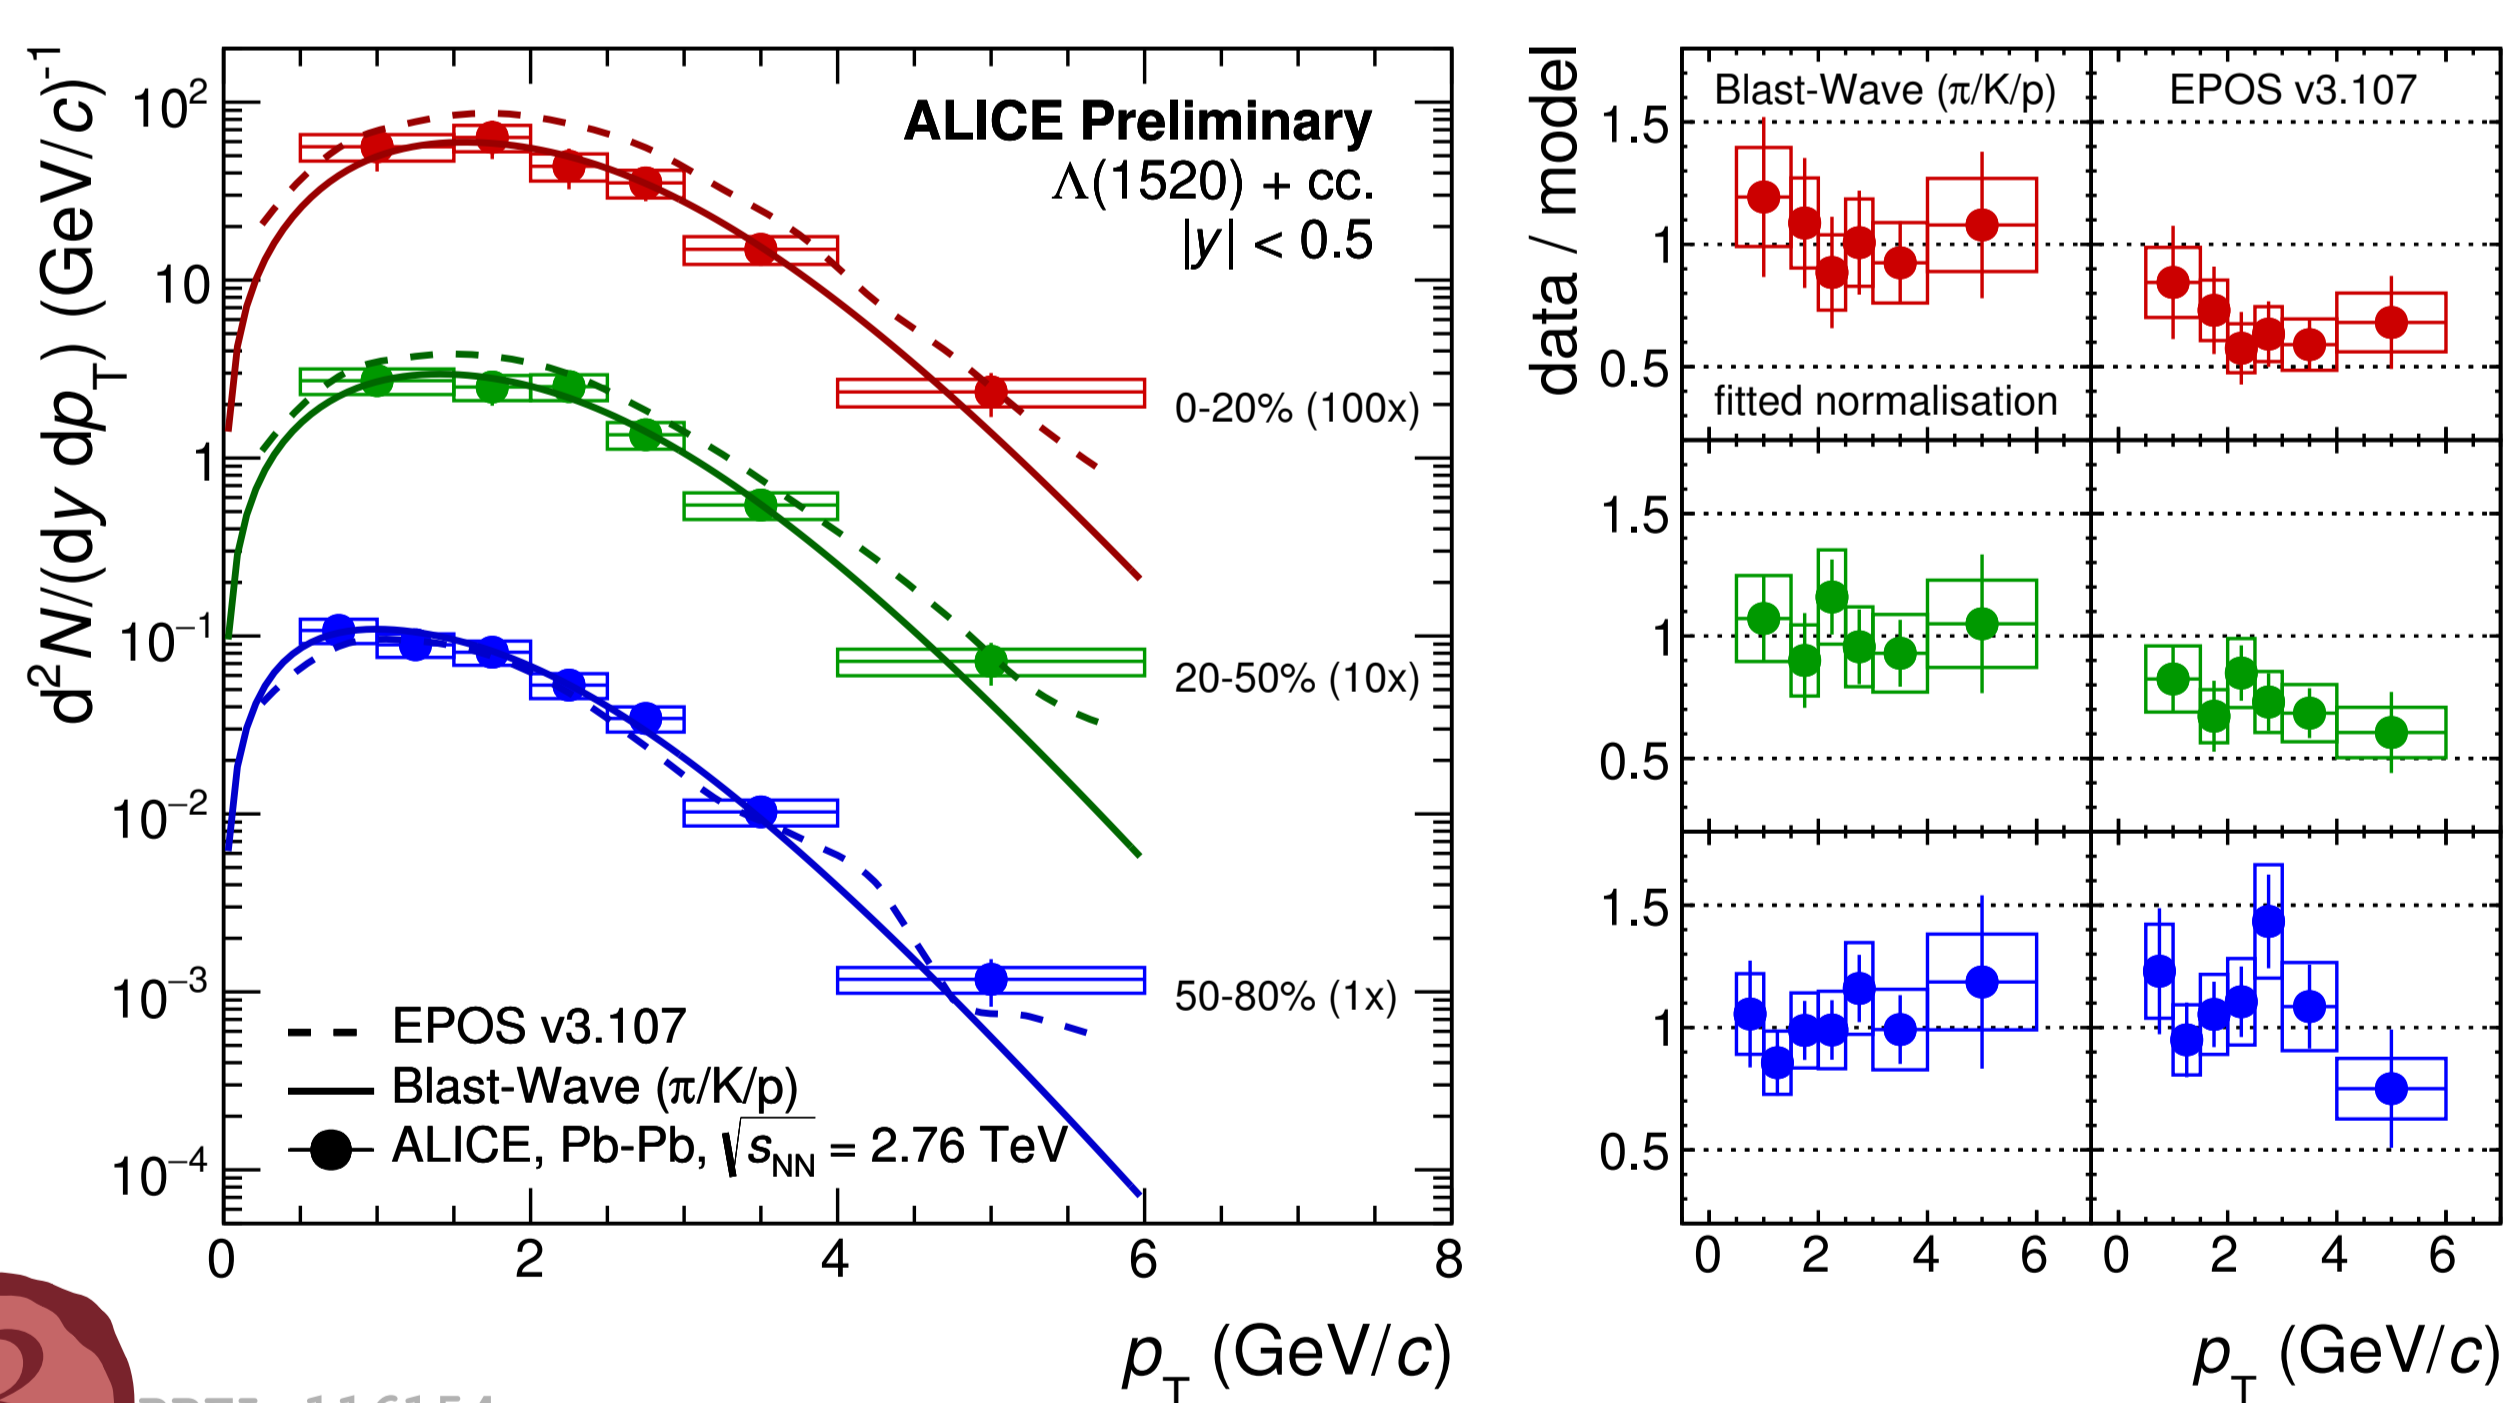 d²N/(dy dp_T) (GeV/c)⁻¹
10²
10
1
10⁻¹
10⁻²
10⁻³
10⁻⁴
ALICE Preliminary
Λ(1520) + cc.
|y| < 0.5
0-20% (100x)
20-50% (10x)
50-80% (1x)
EPOS v3.107
Blast-Wave (π/K/p)
ALICE, Pb-Pb, √s_NN = 2.76 TeV
0 2 4 6 8
p_T (GeV/c)
data / model
Blast-Wave (π/K/p)
EPOS v3.107
1.5
1
0.5
fitted normalisation
1.5
1
0.5
1.5
1
0.5
0 2 4 6 0 2 4 6
p_T (GeV/c)